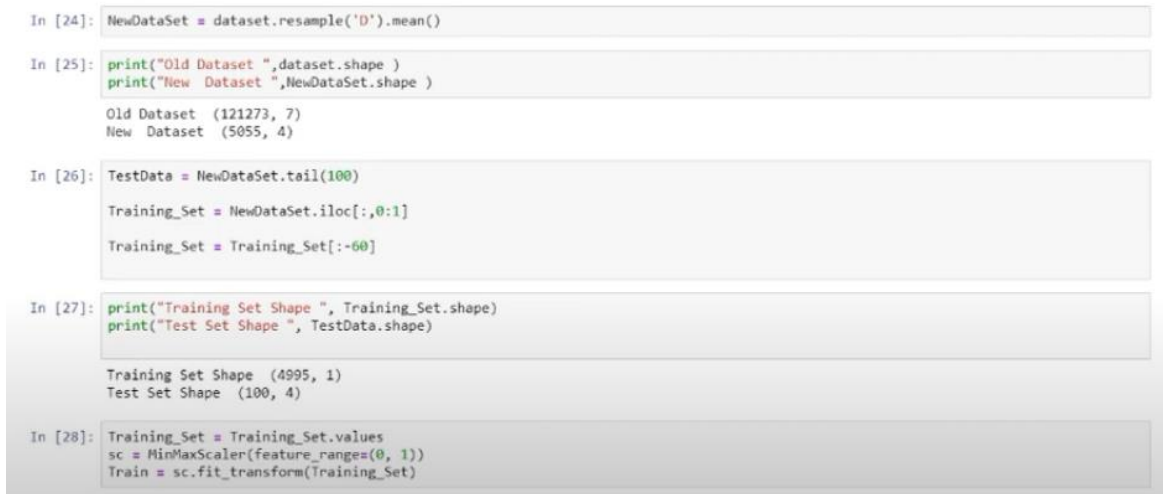 In [24]: NewDataSet = dataset.resample('D').mean()
In [25]: print("Old Dataset ",dataset.shape )
print("New  Dataset ",NewDataSet.shape )
Old Dataset  (121273, 7)
New  Dataset  (5055, 4)
In [26]: TestData = NewDataSet.tail(100)
Training_Set = NewDataSet.iloc[:,0:1]
Training_Set = Training_Set[:-60]
In [27]: print("Training Set Shape ", Training_Set.shape)
print("Test Set Shape ", TestData.shape)
Training Set Shape  (4995, 1)
Test Set Shape  (100, 4)
In [28]: Training_Set = Training_Set.values
sc = MinMaxScaler(feature_range=(0, 1))
Train = sc.fit_transform(Training_Set)